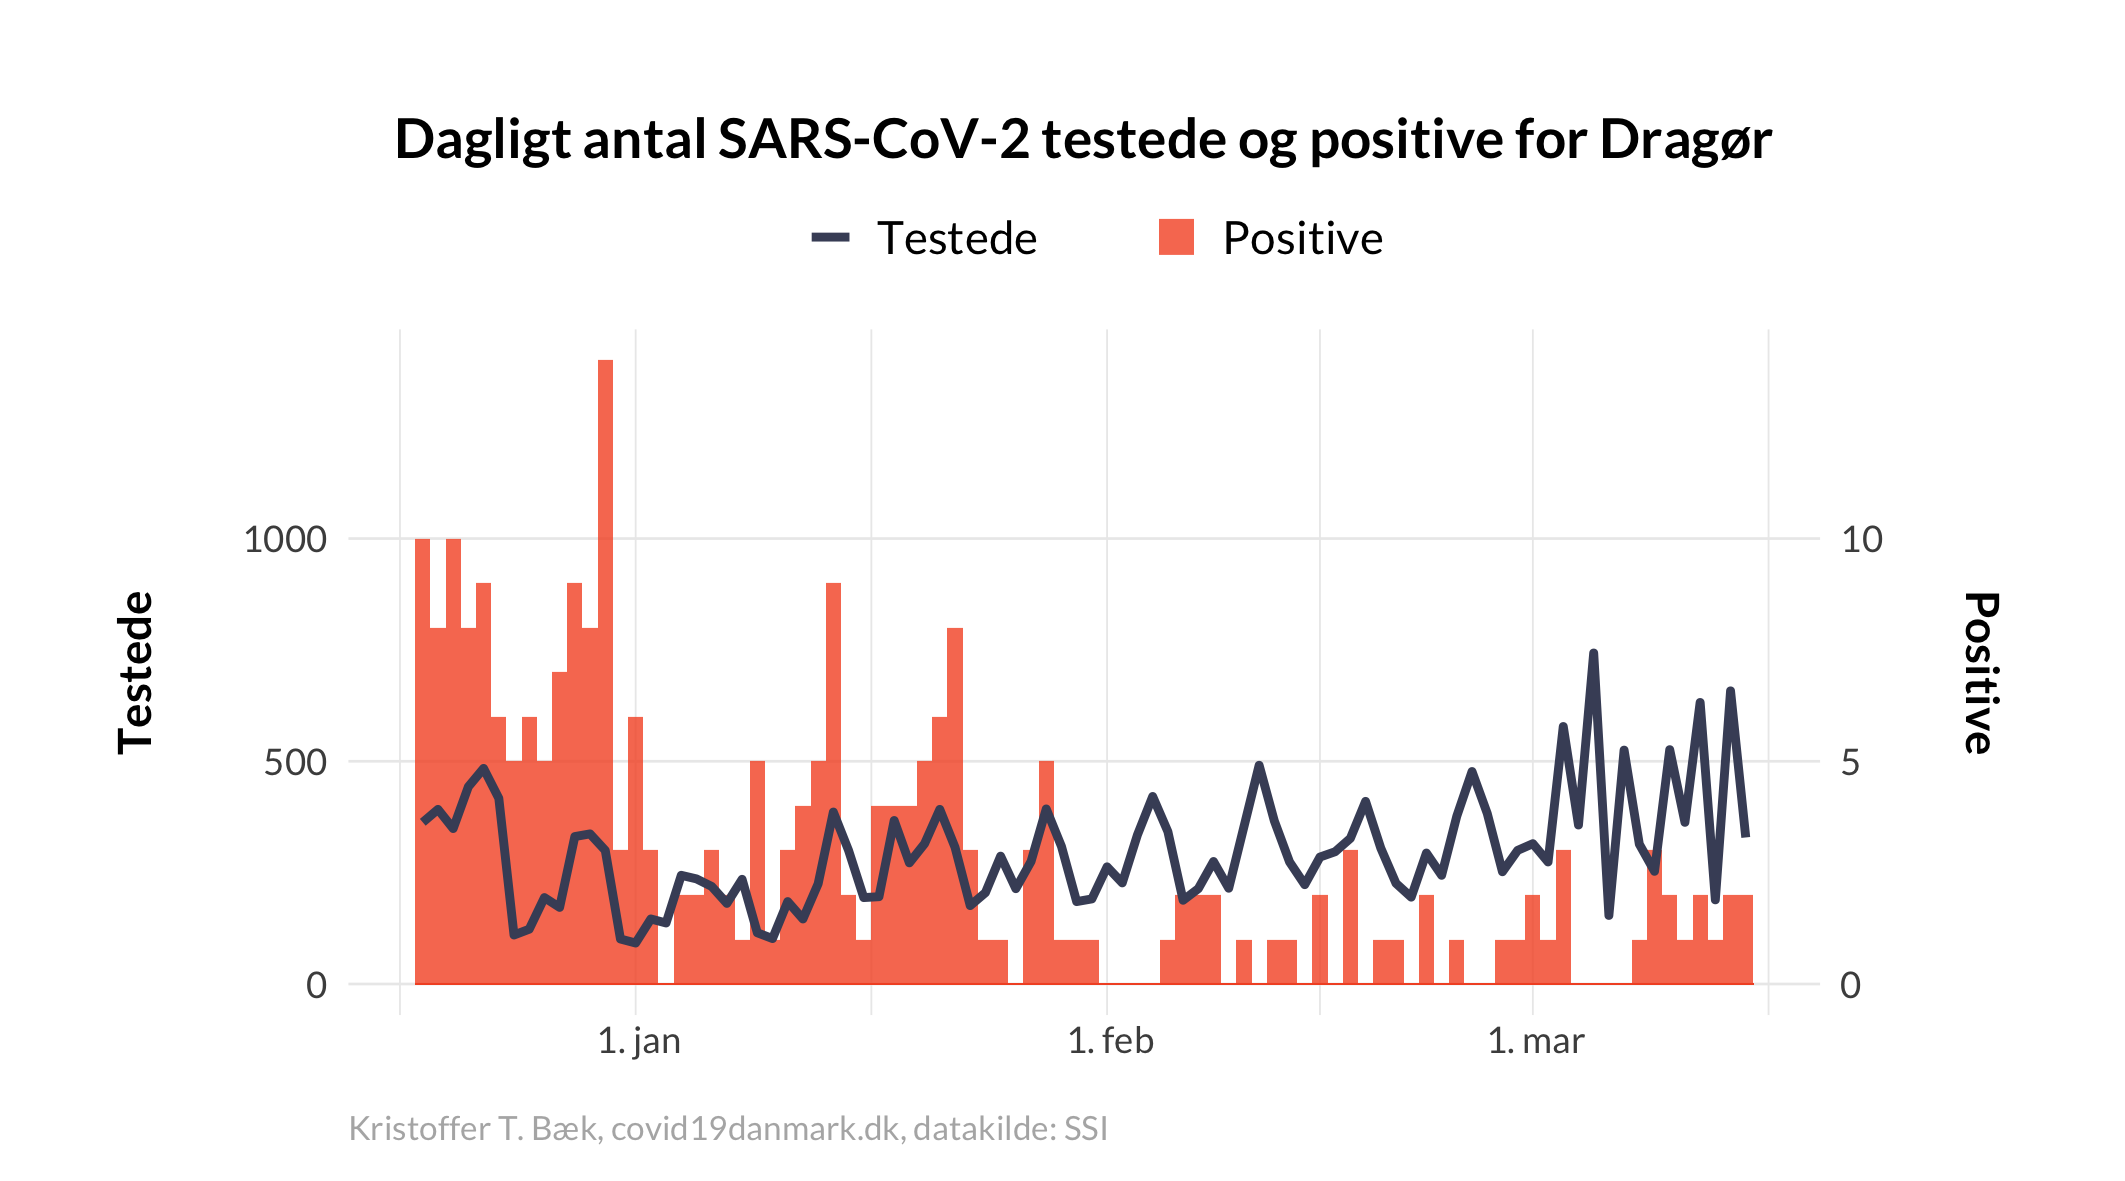 Dagligt antal SARS-CoV-2 testede og positive for Dragør
Testede
Positive
1000
500
0
10
5
0
Testede
Positive
1. jan
1. feb
1. mar
Kristoffer T. Bæk, covid19danmark.dk, datakilde: SSI